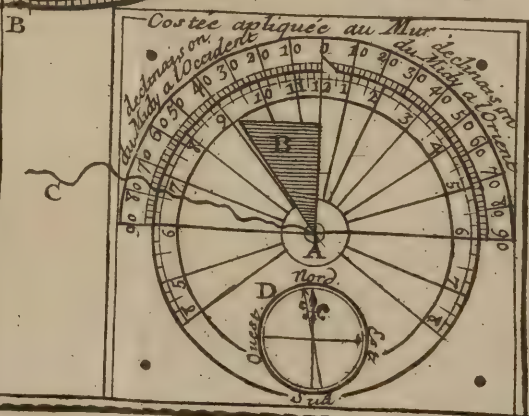 B
Costée apliquée au Mur
declinaison du Midy a l'Occident
declinaison du Midy a l'Orient
90 80 70 60 50 40 30 20 10 0 10 20 30 40 50 60 70 80 90
6 7 8 9 10 11 12 1 2 3 4 5 6
B
C
A
D
Nord
Ouest
Est
Sud